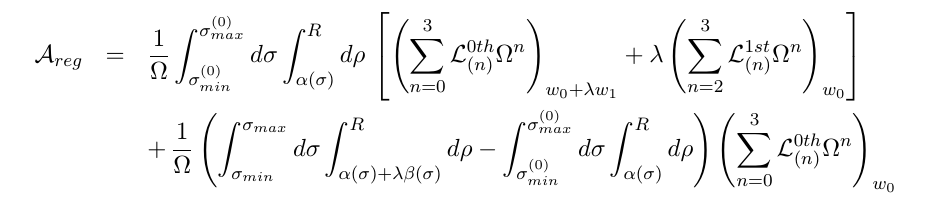 \mathcal{A}_{reg} = \frac{1}{\Omega} \int_{\sigma_{min}^{(0)}}^{\sigma_{max}^{(0)}} d\sigma \int_{\alpha(\sigma)}^{R} d\rho \left[ \left( \sum_{n=0}^{3} \mathcal{L}_{(n)}^{0th} \Omega^n \right)_{w_0+\lambda w_1} + \lambda \left( \sum_{n=2}^{3} \mathcal{L}_{(n)}^{1st} \Omega^n \right)_{w_0} \right]
+ \frac{1}{\Omega} \left( \int_{\sigma_{min}}^{\sigma_{max}} d\sigma \int_{\alpha(\sigma)+\lambda\beta(\sigma)}^{R} d\rho - \int_{\sigma_{min}^{(0)}}^{\sigma_{max}^{(0)}} d\sigma \int_{\alpha(\sigma)}^{R} d\rho \right) \left( \sum_{n=0}^{3} \mathcal{L}_{(n)}^{0th} \Omega^n \right)_{w_0}